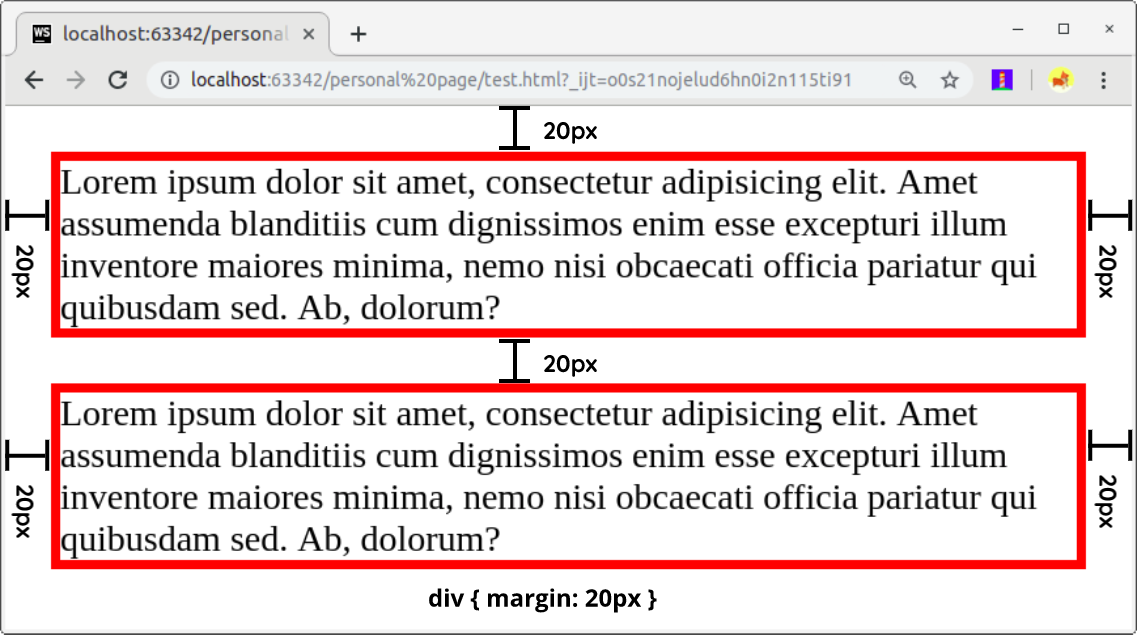 WS localhost:63342/personal
localhost:63342/personal%20page/test.html?_ijt=o0s21nojelud6hn0i2n115ti91
20px
Lorem ipsum dolor sit amet, consectetur adipisicing elit. Amet
assumenda blanditiis cum dignissimos enim esse excepturi illum
inventore maiores minima, nemo nisi obcaecati officia pariatur qui
quibusdam sed. Ab, dolorum?
20px
20px
20px
Lorem ipsum dolor sit amet, consectetur adipisicing elit. Amet
assumenda blanditiis cum dignissimos enim esse excepturi illum
inventore maiores minima, nemo nisi obcaecati officia pariatur qui
quibusdam sed. Ab, dolorum?
20px
20px
div { margin: 20px }